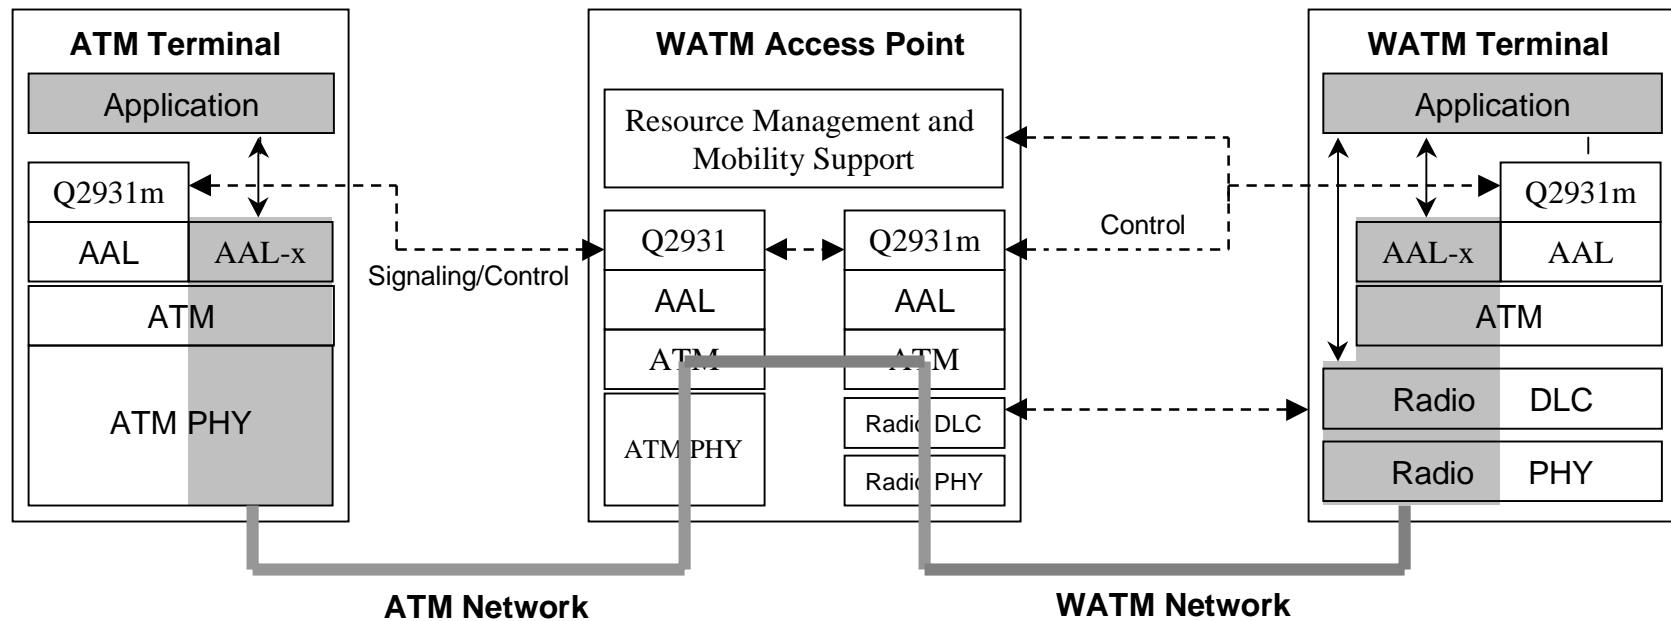 ATM Terminal
Application
Q2931m
AAL
AAL-x
ATM
ATM PHY
Signaling/Control
ATM Network
WATM Access Point
Resource Management and
Mobility Support
Q2931
Q2931m
AAL
AAL
ATM
ATM
ATM PHY
Radio DLC
Radio PHY
Control
WATM Network
WATM Terminal
Application
Q2931m
AAL-x
AAL
ATM
Radio DLC
Radio PHY